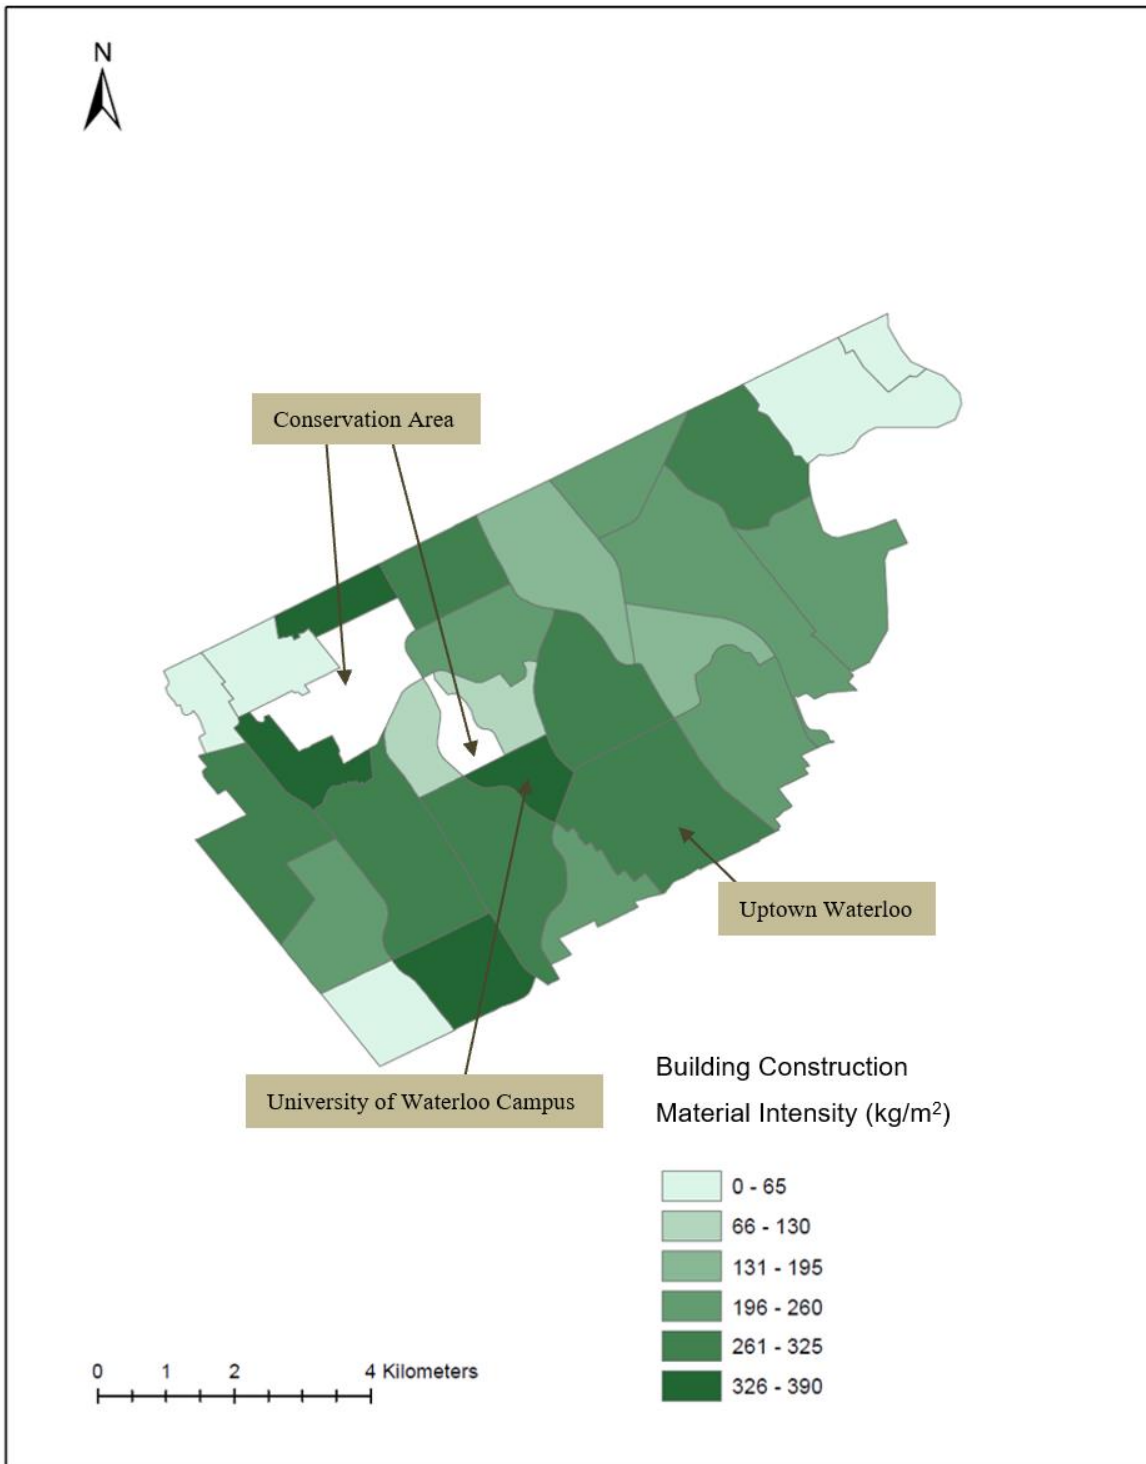 N
Conservation Area
Uptown Waterloo
University of Waterloo Campus
Building Construction
Material Intensity (kg/m²)
0 - 65
66 - 130
131 - 195
196 - 260
261 - 325
326 - 390
0 1 2 4 Kilometers